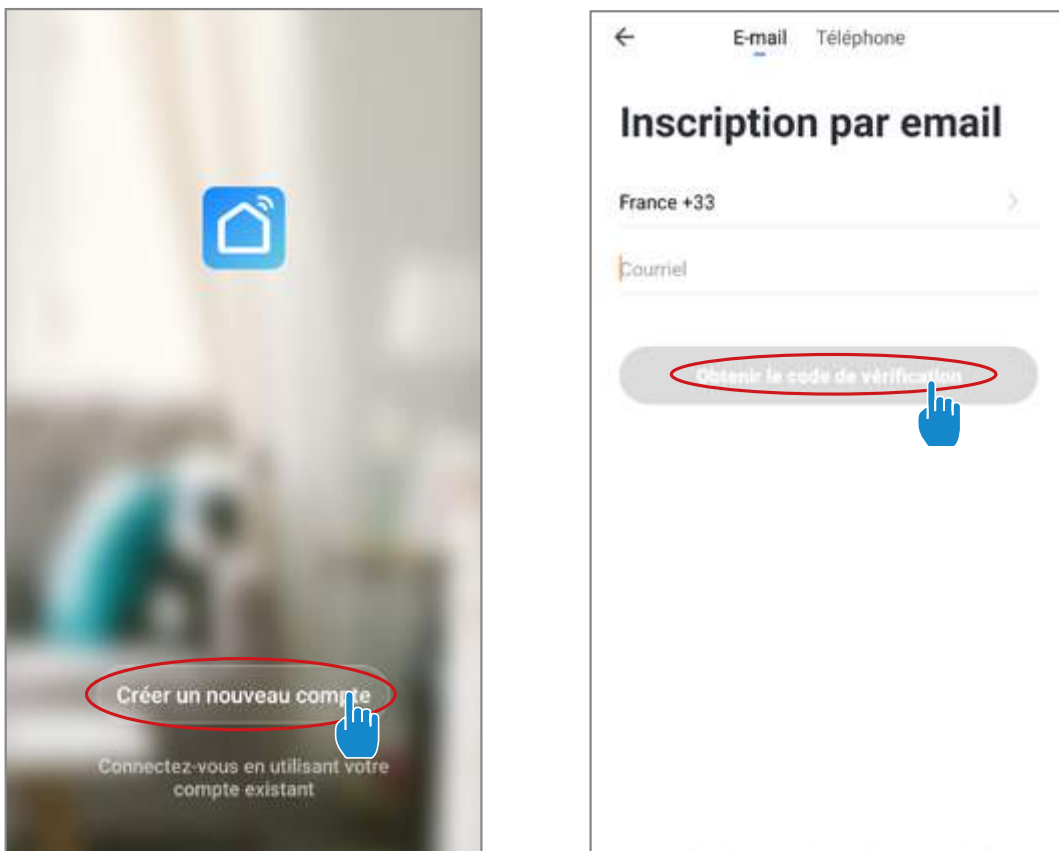 Créer un nouveau compte
Connectez-vous en utilisant votre
compte existant
E-mail Téléphone
Inscription par email
France +33
Courriel
Obtenir le code de vérification